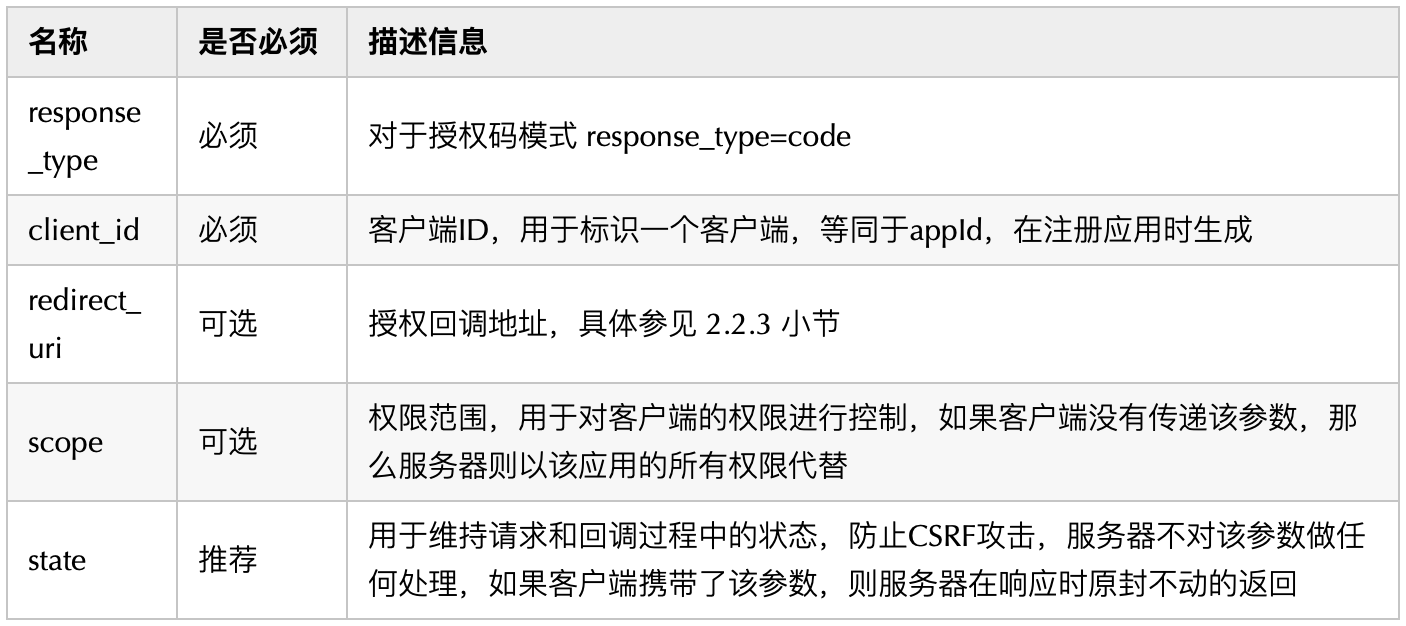 名称 是否必须 描述信息
response
_type 必须 对于授权码模式 response_type=code
client_id 必须 客户端ID，用于标识一个客户端，等同于appId，在注册应用时生成
redirect_
uri 可选 授权回调地址，具体参见 2.2.3 小节
scope 可选 权限范围，用于对客户端的权限进行控制，如果客户端没有传递该参数，那
么服务器则以该应用的所有权限代替
state 推荐 用于维持请求和回调过程中的状态，防止CSRF攻击，服务器不对该参数做任
何处理，如果客户端携带了该参数，则服务器在响应时原封不动的返回